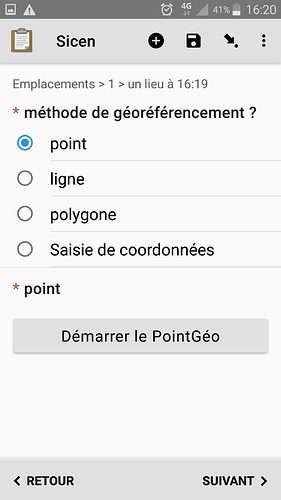 4G 41% 16:20
Sicen
Emplacements > 1 > un lieu à 16:19
* méthode de géoréférencement ?
point
ligne
polygone
Saisie de coordonnées
* point
Démarrer le PointGéo
< RETOUR SUIVANT >